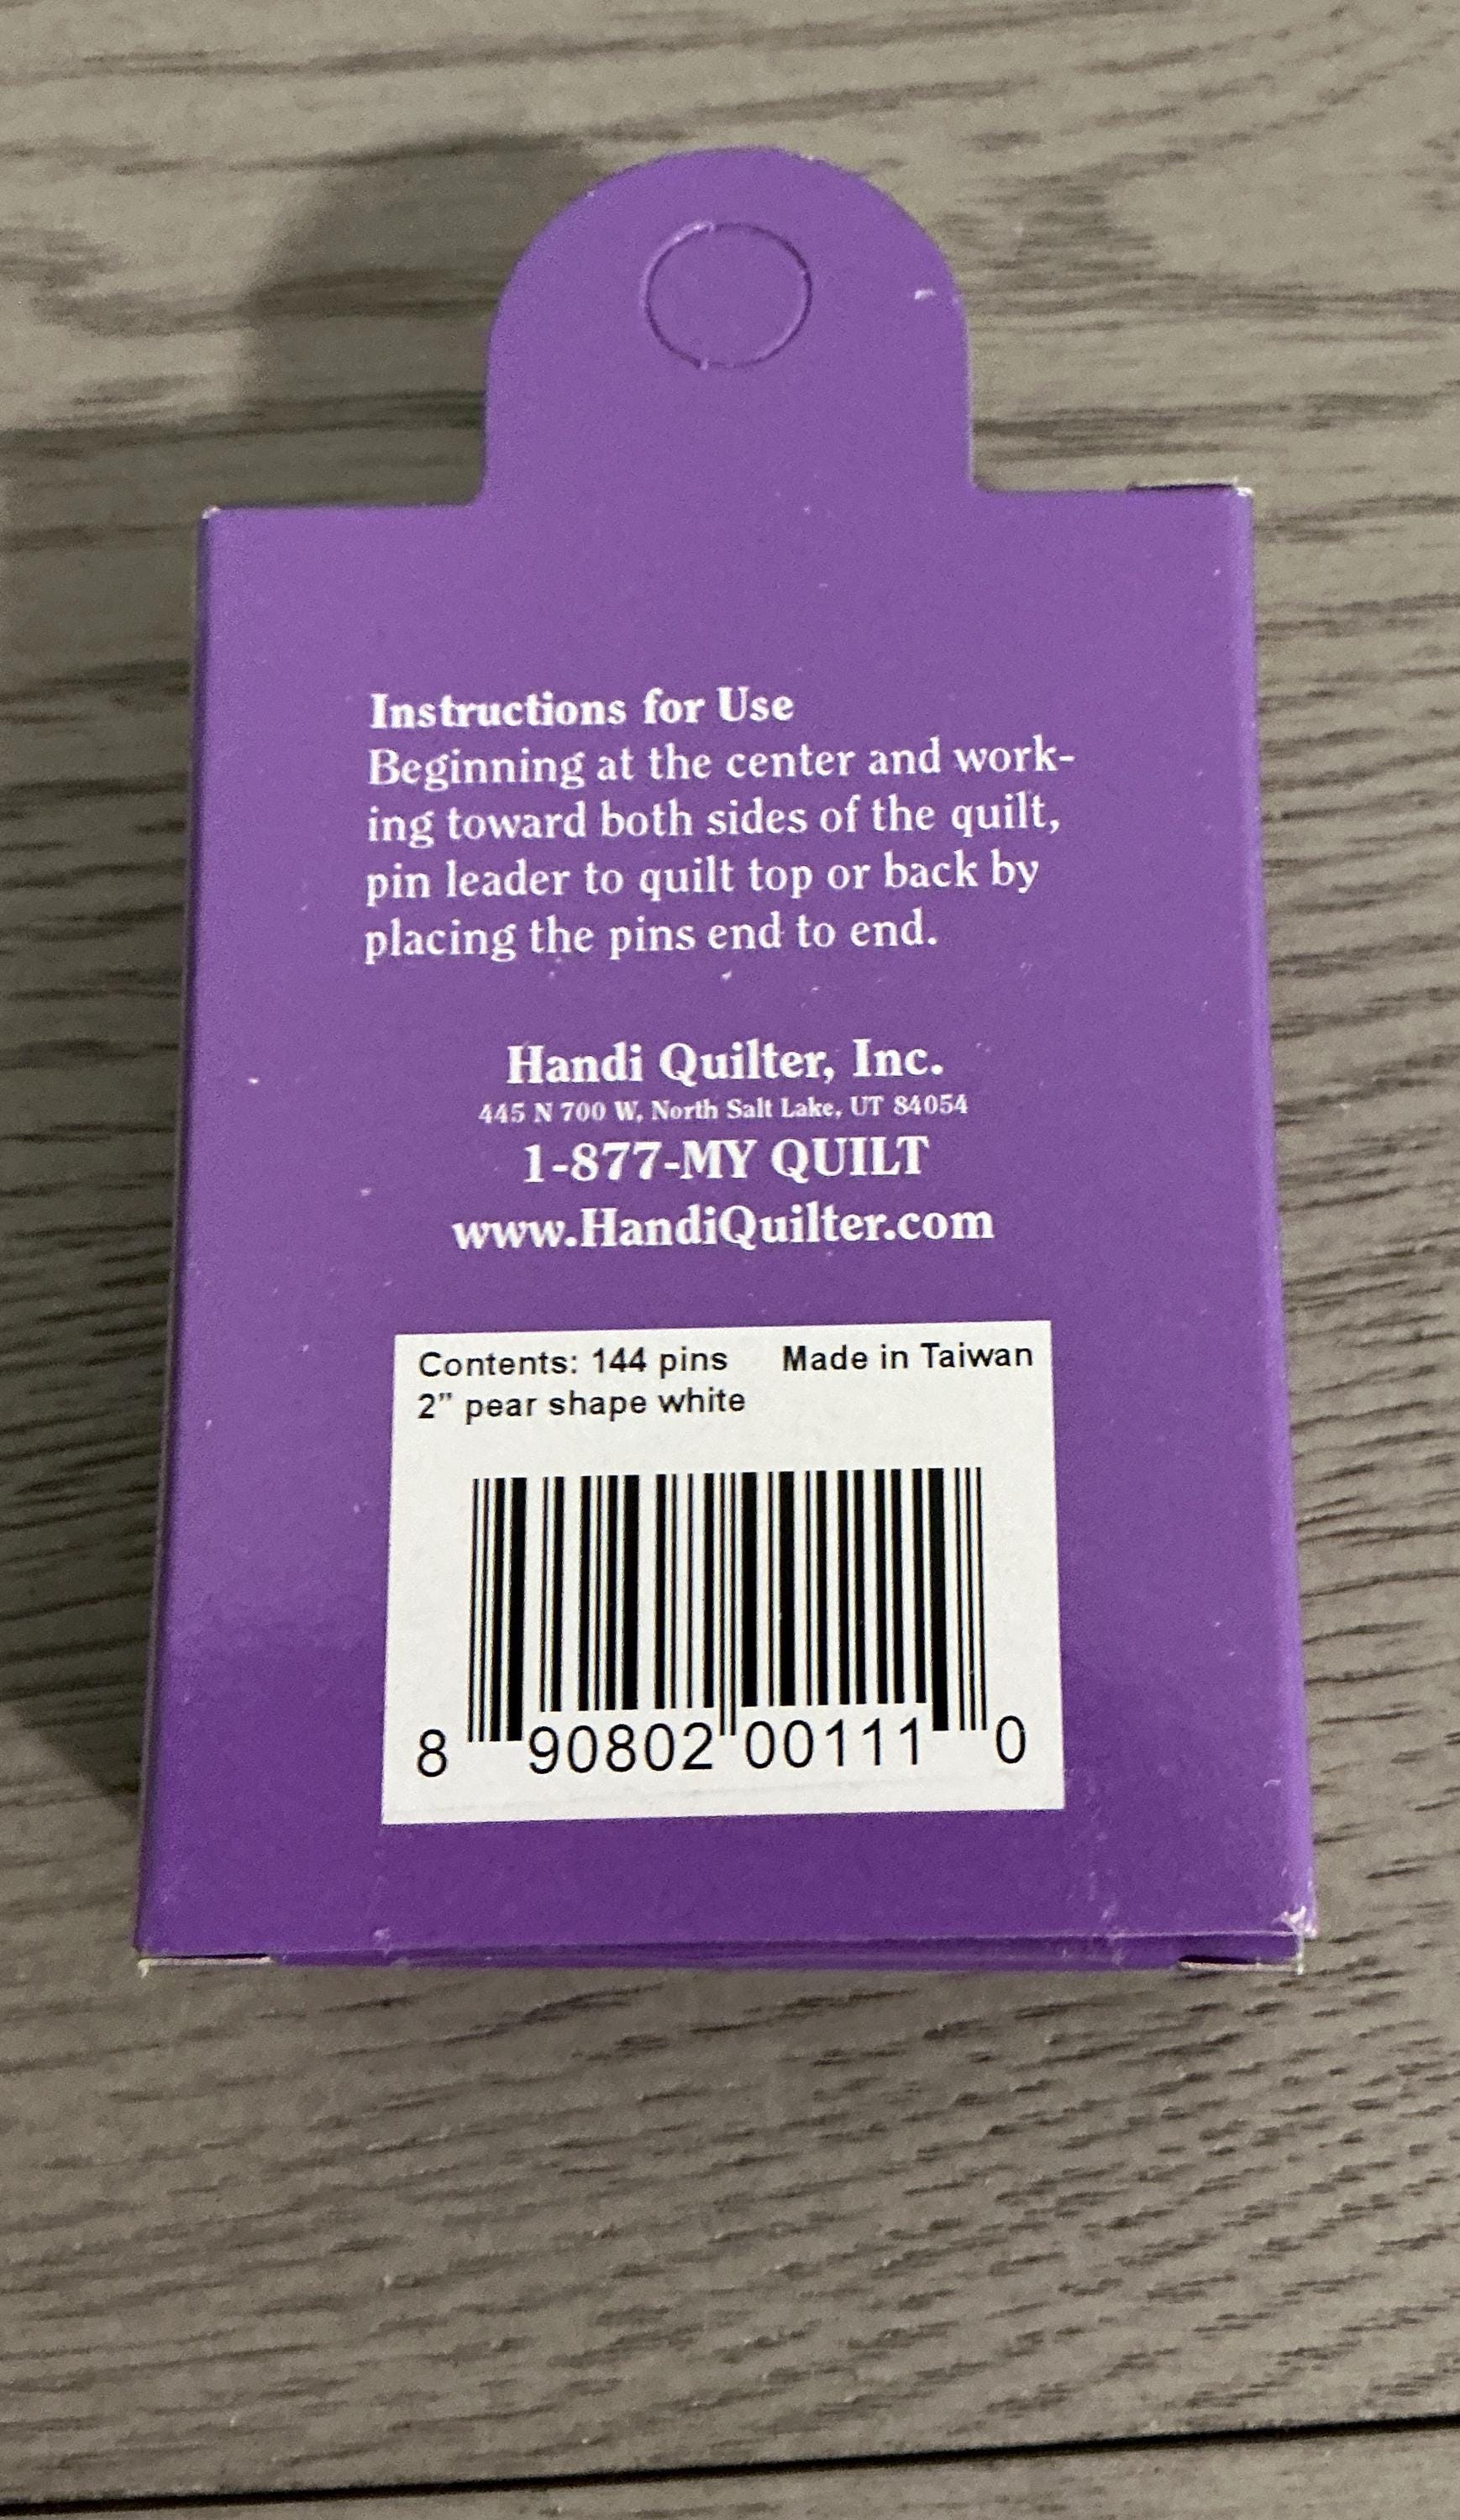 Instructions for Use
Beginning at the center and work-
ing toward both sides of the quilt,
pin leader to quilt top or back by
placing the pins end to end.
Handi Quilter, Inc.
445 N 700 W, North Salt Lake, UT 84054
1-877-MY QUILT
www.HandiQuilter.com
Contents: 144 pins Made in Taiwan
2" pear shape white
8 90802 00111 0